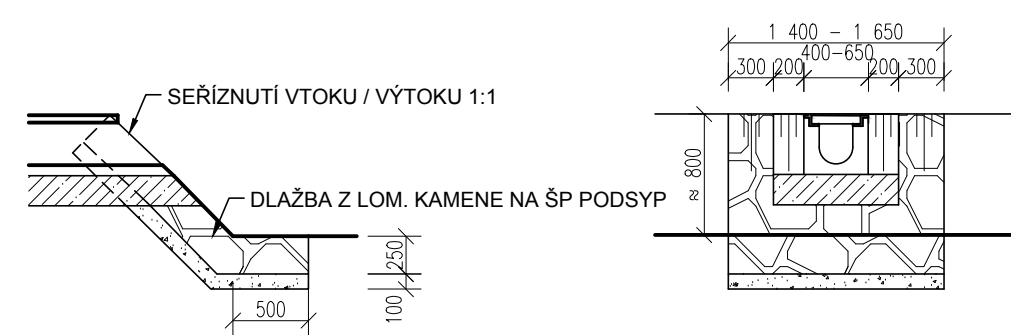 SEŘÍZNUTÍ VTOKU / VÝTOKU 1:1
DLAŽBA Z LOM. KAMENE NA ŠP PODSYP
250
100
500
1 400 - 1 650
400-650
300 200 200 300
≈ 800